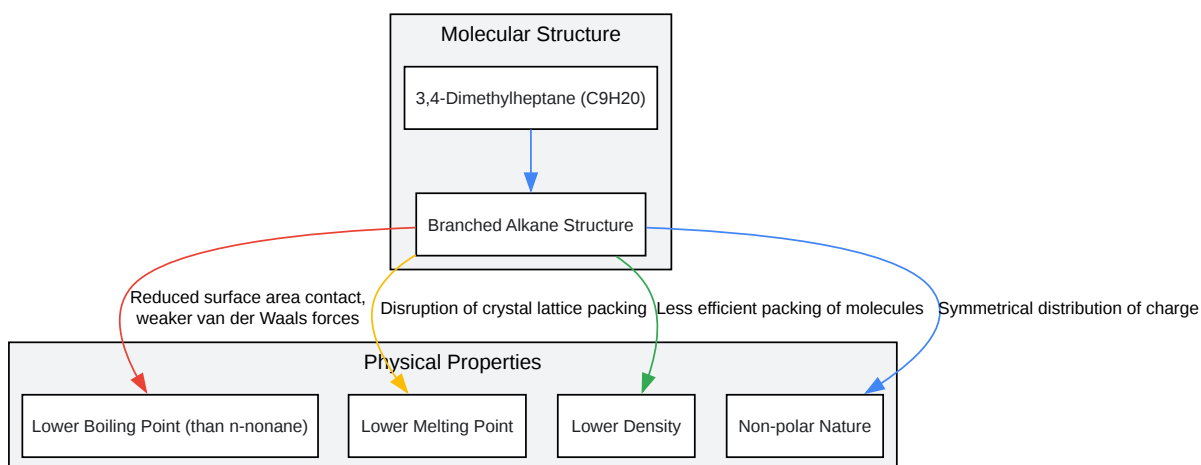 Molecular Structure
3,4-Dimethylheptane (C9H20)
Branched Alkane Structure
Reduced surface area contact,
weaker van der Waals forces
Disruption of crystal lattice packing
Less efficient packing of molecules
Symmetrical distribution of charge
Physical Properties
Lower Boiling Point (than n-nonane)
Lower Melting Point
Lower Density
Non-polar Nature